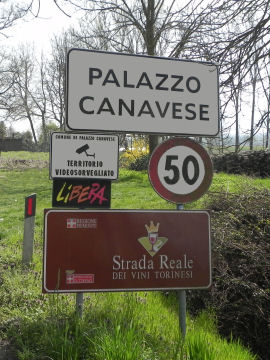 PALAZZO
CANAVESE
COMUNE DI PALAZZO CANAVESE
TERRITORIO
VIDEOSORVEGLIATO
LIBERA
50
REGIONE
PIEMONTE
Strada Reale
DEI VINI TORINESI